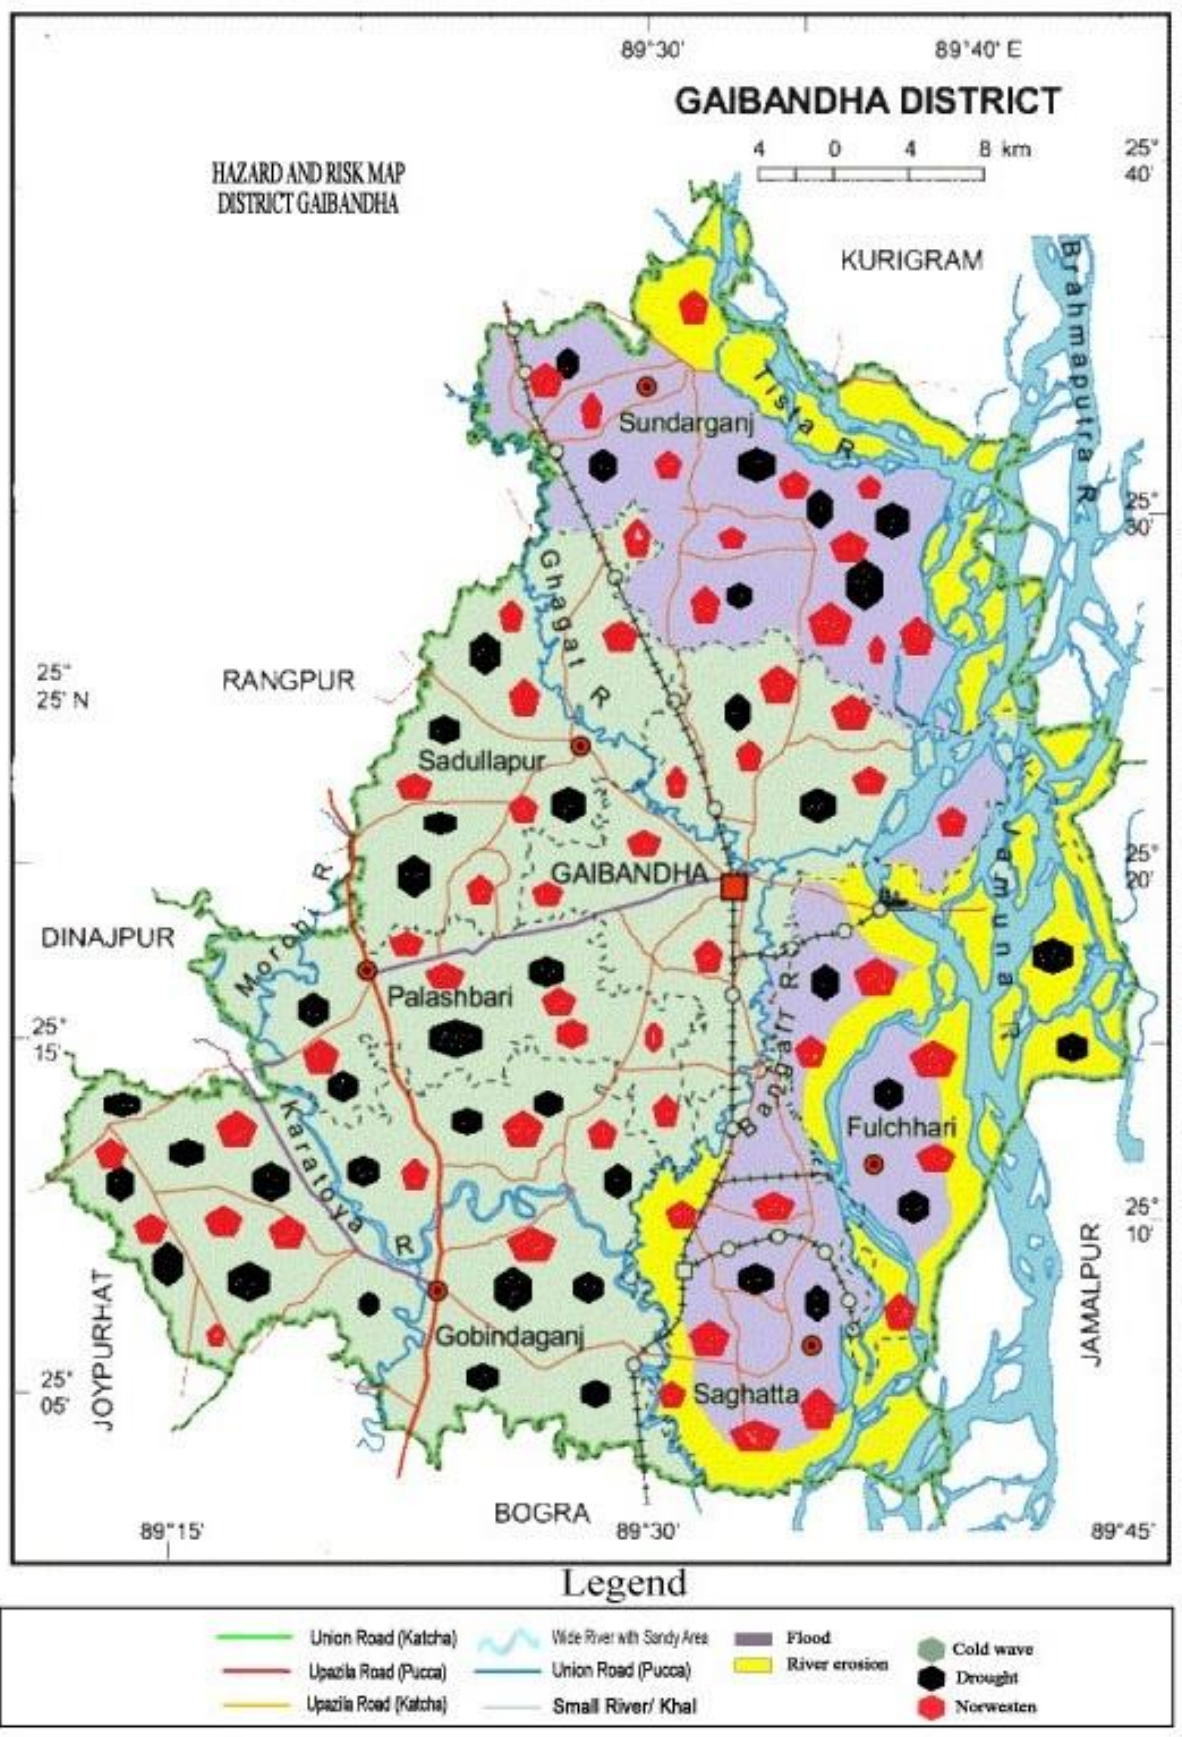 89°30'
89°40' E
GAIBANDHA DISTRICT
4 0 4 8 km
25°
40'
HAZARD AND RISK MAP
DISTRICT GAIBANDHA
KURIGRAM
Brahmaputra R
Tista R
Sundarganj
25°
30'
Ghagat R
RANGPUR
25°
25' N
Sadullapur
GAIBANDHA
Jamuna R
25°
20'
DINAJPUR
Morobi R
Palashbari
Bangali R
25°
15'
Karatoya R
Fulchhari
25°
10'
JOYPURHAT
JAMALPUR
Gobindaganj
25°
05'
Saghatta
BOGRA
89°15'
89°30'
89°45'
Legend
Union Road (Katcha)
Upazila Road (Pucca)
Upazila Road (Katcha)
Wide River with Sandy Area
Union Road (Pucca)
Small River/ Khal
Flood
River erosion
Cold wave
Drought
Norwesten